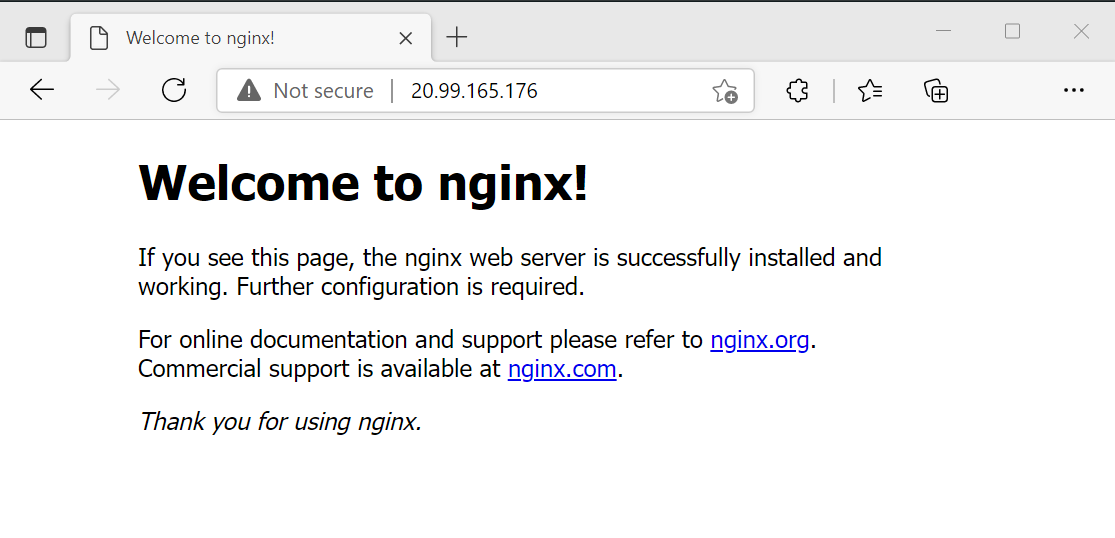 Welcome to nginx!
Not secure | 20.99.165.176
Welcome to nginx!
If you see this page, the nginx web server is successfully installed and
working. Further configuration is required.
For online documentation and support please refer to nginx.org.
Commercial support is available at nginx.com.
Thank you for using nginx.